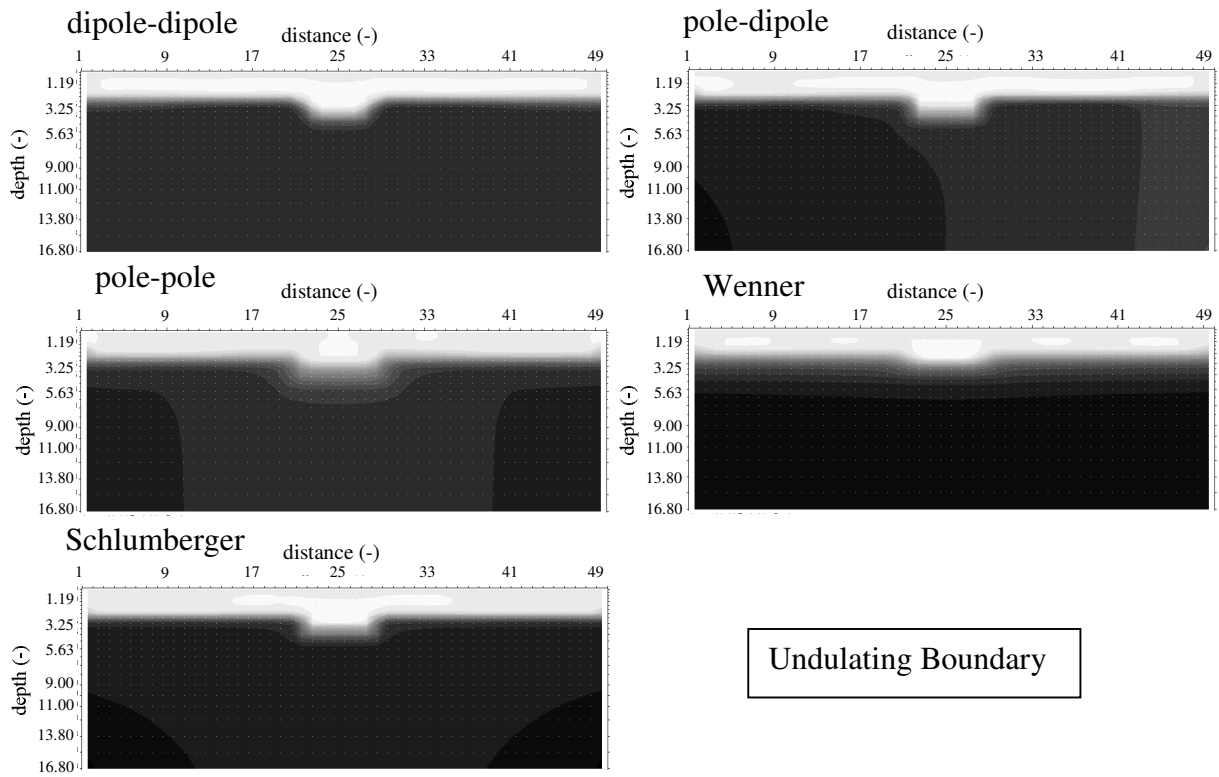 dipole-dipole
distance (-)
1 9 17 25 33 41 49
depth (-)
1.19
3.25
5.63
9.00
11.00
13.80
16.80
pole-dipole
distance (-)
1 9 17 25 33 41 49
depth (-)
1.19
3.25
5.63
9.00
11.00
13.80
16.80
pole-pole
distance (-)
1 9 17 25 33 41 49
depth (-)
1.19
3.25
5.63
9.00
11.00
13.80
16.80
Wenner
distance (-)
1 9 17 25 33 41 49
depth (-)
1.19
3.25
5.63
9.00
11.00
13.80
16.80
Schlumberger
distance (-)
1 9 17 25 33 41 49
depth (-)
1.19
3.25
5.63
9.00
11.00
13.80
16.80
Undulating Boundary